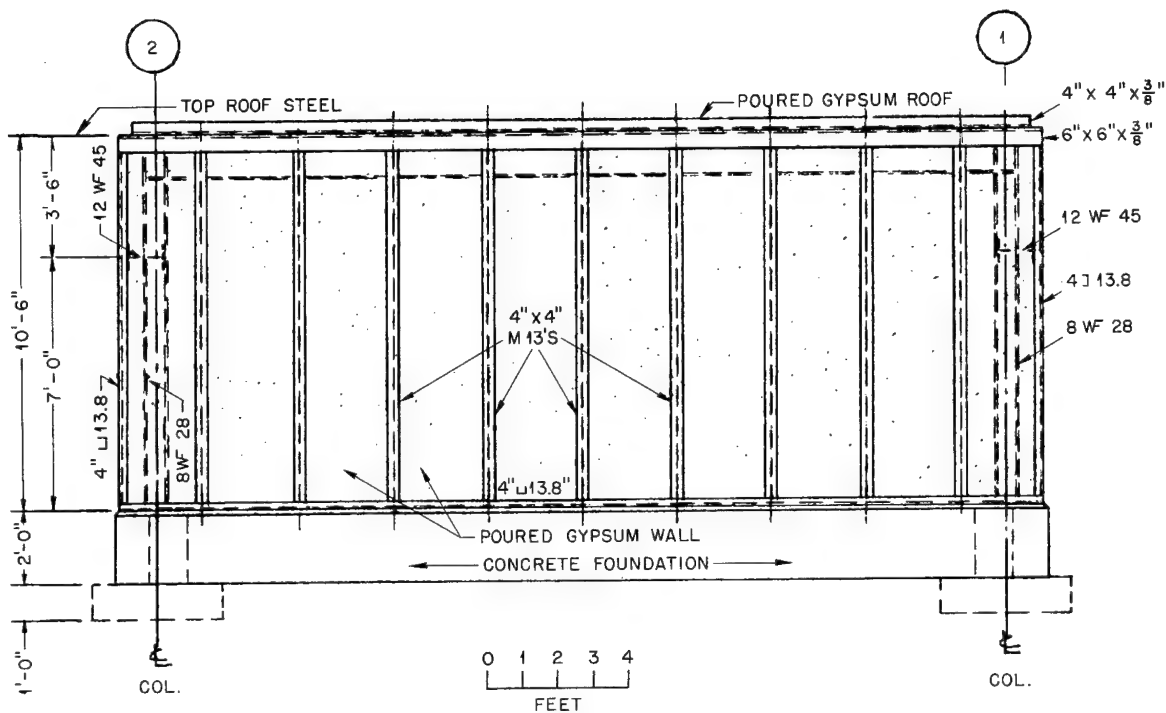 2
1
TOP ROOF STEEL
POURED GYPSUM ROOF
4" X 4" X 3/8"
6" X 6" X 3/8"
3'-6"
12 WF 45
12 WF 45
10'-6"
7'-0"
4 ⊐ 13.8
8 WF 28
4" X 4"
M 13'S
4" ⊔ 13.8
8 WF 28
4" ⊔ 13.8"
POURED GYPSUM WALL
2'-0"
CONCRETE FOUNDATION
1'-0"
℄
COL.
0 1 2 3 4
FEET
℄
COL.